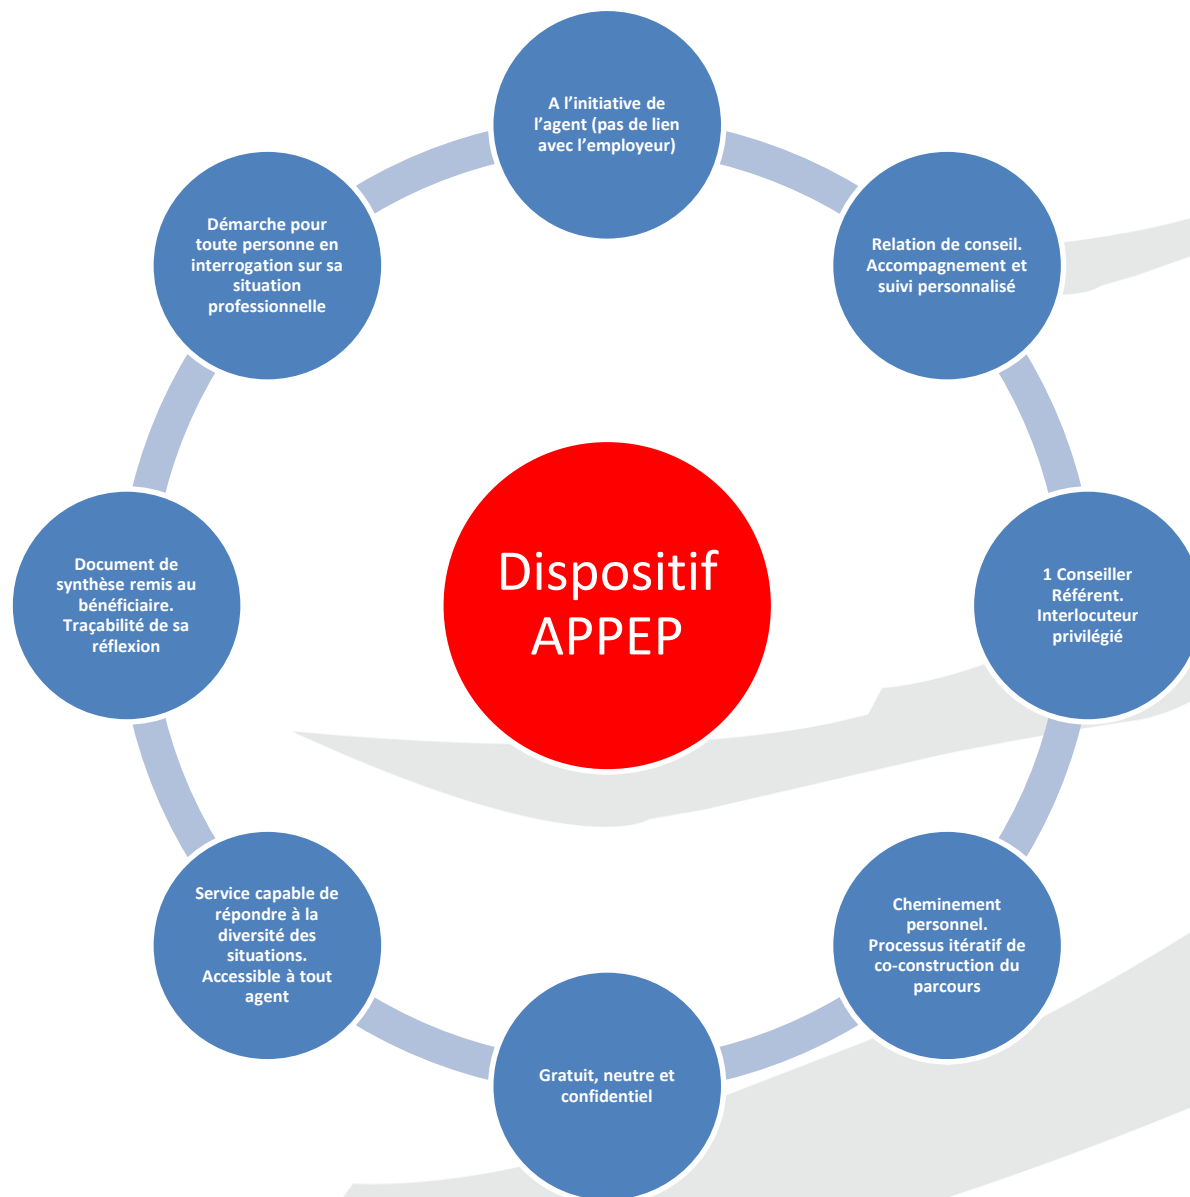 A l’initiative de
l’agent (pas de lien
avec l’employeur)
Relation de conseil.
Accompagnement et
suivi personnalisé
1 Conseiller
Référent.
Interlocuteur
privilégié
Cheminement
personnel.
Processus itératif de
co-construction du
parcours
Gratuit, neutre et
confidentiel
Service capable de
répondre à la
diversité des
situations.
Accessible à tout
agent
Document de
synthèse remis au
bénéficiaire.
Traçabilité de sa
réflexion
Démarche pour
toute personne en
interrogation sur sa
situation
professionnelle
Dispositif
APPEP